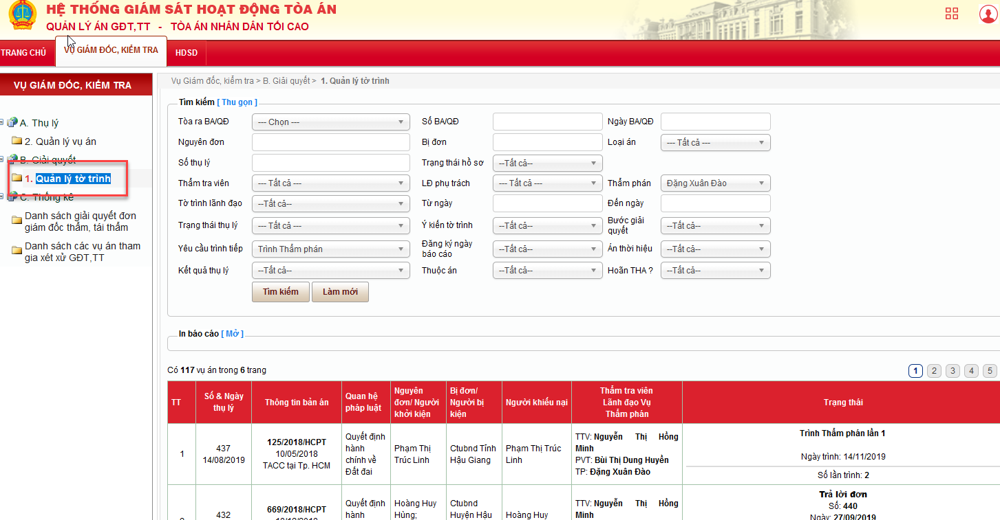 HỆ THỐNG GIÁM SÁT HOẠT ĐỘNG TÒA ÁN
QUẢN LÝ ÁN GĐT,TT - TÒA ÁN NHÂN DÂN TỐI CAO
TRANG CHỦ VỤ GIÁM ĐỐC, KIỂM TRA HDSD
VỤ GIÁM ĐỐC, KIỂM TRA
A. Thụ lý
2. Quản lý vụ án
B. Giải quyết
1. Quản lý tờ trình
C. Thống kê
Danh sách giải quyết đơn
giám đốc thẩm, tái thẩm
Danh sách các vụ án tham
gia xét xử GĐT,TT
Vụ Giám đốc, kiểm tra > B. Giải quyết > 1. Quản lý tờ trình
Tìm kiếm [ Thu gọn ]
Tòa ra BA/QĐ --- Chọn --- Số BA/QĐ Ngày BA/QĐ
Nguyên đơn Bị đơn Loại án --- Tất cả ---
Số thụ lý Trạng thái hồ sơ --Tất cả--
Thẩm tra viên --- Tất cả --- LĐ phụ trách --- Tất cả --- Thẩm phán Đặng Xuân Đào
Tờ trình lãnh đạo --Tất cả-- Từ ngày Đến ngày
Trạng thái thụ lý --- Tất cả --- Ý kiến tờ trình --Tất cả-- Bước giải quyết --Tất cả--
Yêu cầu trình tiếp Trình Thẩm phán Đăng ký ngày báo cáo --Tất cả-- Án thời hiệu --Tất cả--
Kết quả thụ lý --Tất cả-- Thuộc án --Tất cả-- Hoãn THA ? --Tất cả--
Tìm kiếm Làm mới
In báo cáo [ Mở ]
Có 117 vụ án trong 6 trang 1 2 3 4 5
TT
Số & Ngày
thụ lý
Thông tin bản án
Quan hệ
pháp luật
Nguyên
đơn/ Người
khởi kiện
Bị đơn/
Người bị
kiện
Người khiếu nại
Thẩm tra viên
Lãnh đạo Vụ
Thẩm phán
Trạng thái
1
437
14/08/2019
125/2018/HCPT
10/05/2018
TACC tại Tp. HCM
Quyết định
hành
chính về
Đất đai
Phạm Thị
Trúc Linh
Ctubnd Tỉnh
Hậu Giang
Phạm Thị Trúc
Linh
TTV: Nguyễn Thị Hồng
Minh
PVT: Bùi Thị Dung Huyền
TP: Đặng Xuân Đào
Trình Thẩm phán lần 1
Ngày trình: 14/11/2019
Số lần trình: 2
432
669/2018/HCPT
Quyết định
hành
Hoàng Huy
Hùng;
Ctubnd
Huyện Hậu
Hoàng Huy
TTV: Nguyễn Thị Hồng
Minh
Trả lời đơn
Số: 440
Ngày: 27/09/2019